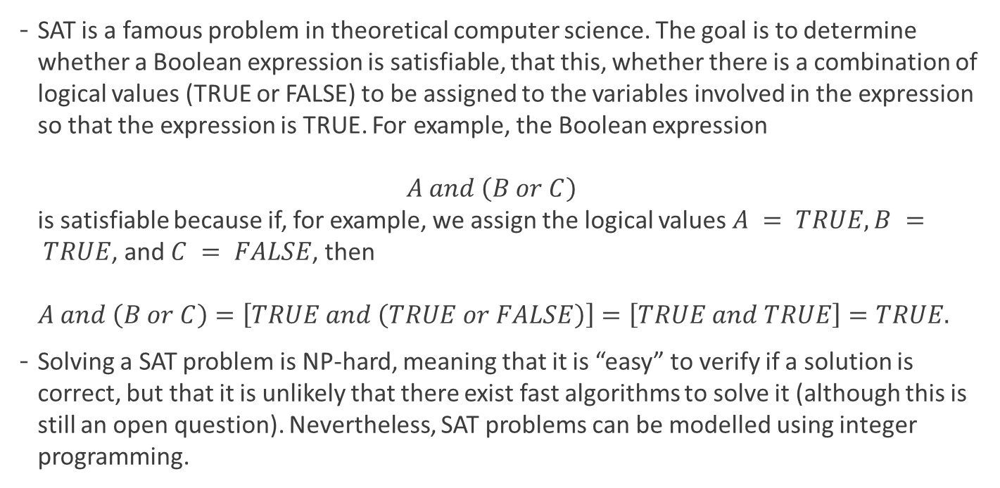 - SAT is a famous problem in theoretical computer science. The goal is to determine
whether a Boolean expression is satisfiable, that this, whether there is a combination of
logical values (TRUE or FALSE) to be assigned to the variables involved in the expression
so that the expression is TRUE. For example, the Boolean expression
A and (B or C)
is satisfiable because if, for example, we assign the logical values A = TRUE, B =
TRUE, and C = FALSE, then
A and (B or C) = [TRUE and (TRUE or FALSE)] = [TRUE and TRUE] = TRUE.
- Solving a SAT problem is NP-hard, meaning that it is “easy” to verify if a solution is
correct, but that it is unlikely that there exist fast algorithms to solve it (although this is
still an open question). Nevertheless, SAT problems can be modelled using integer
programming.